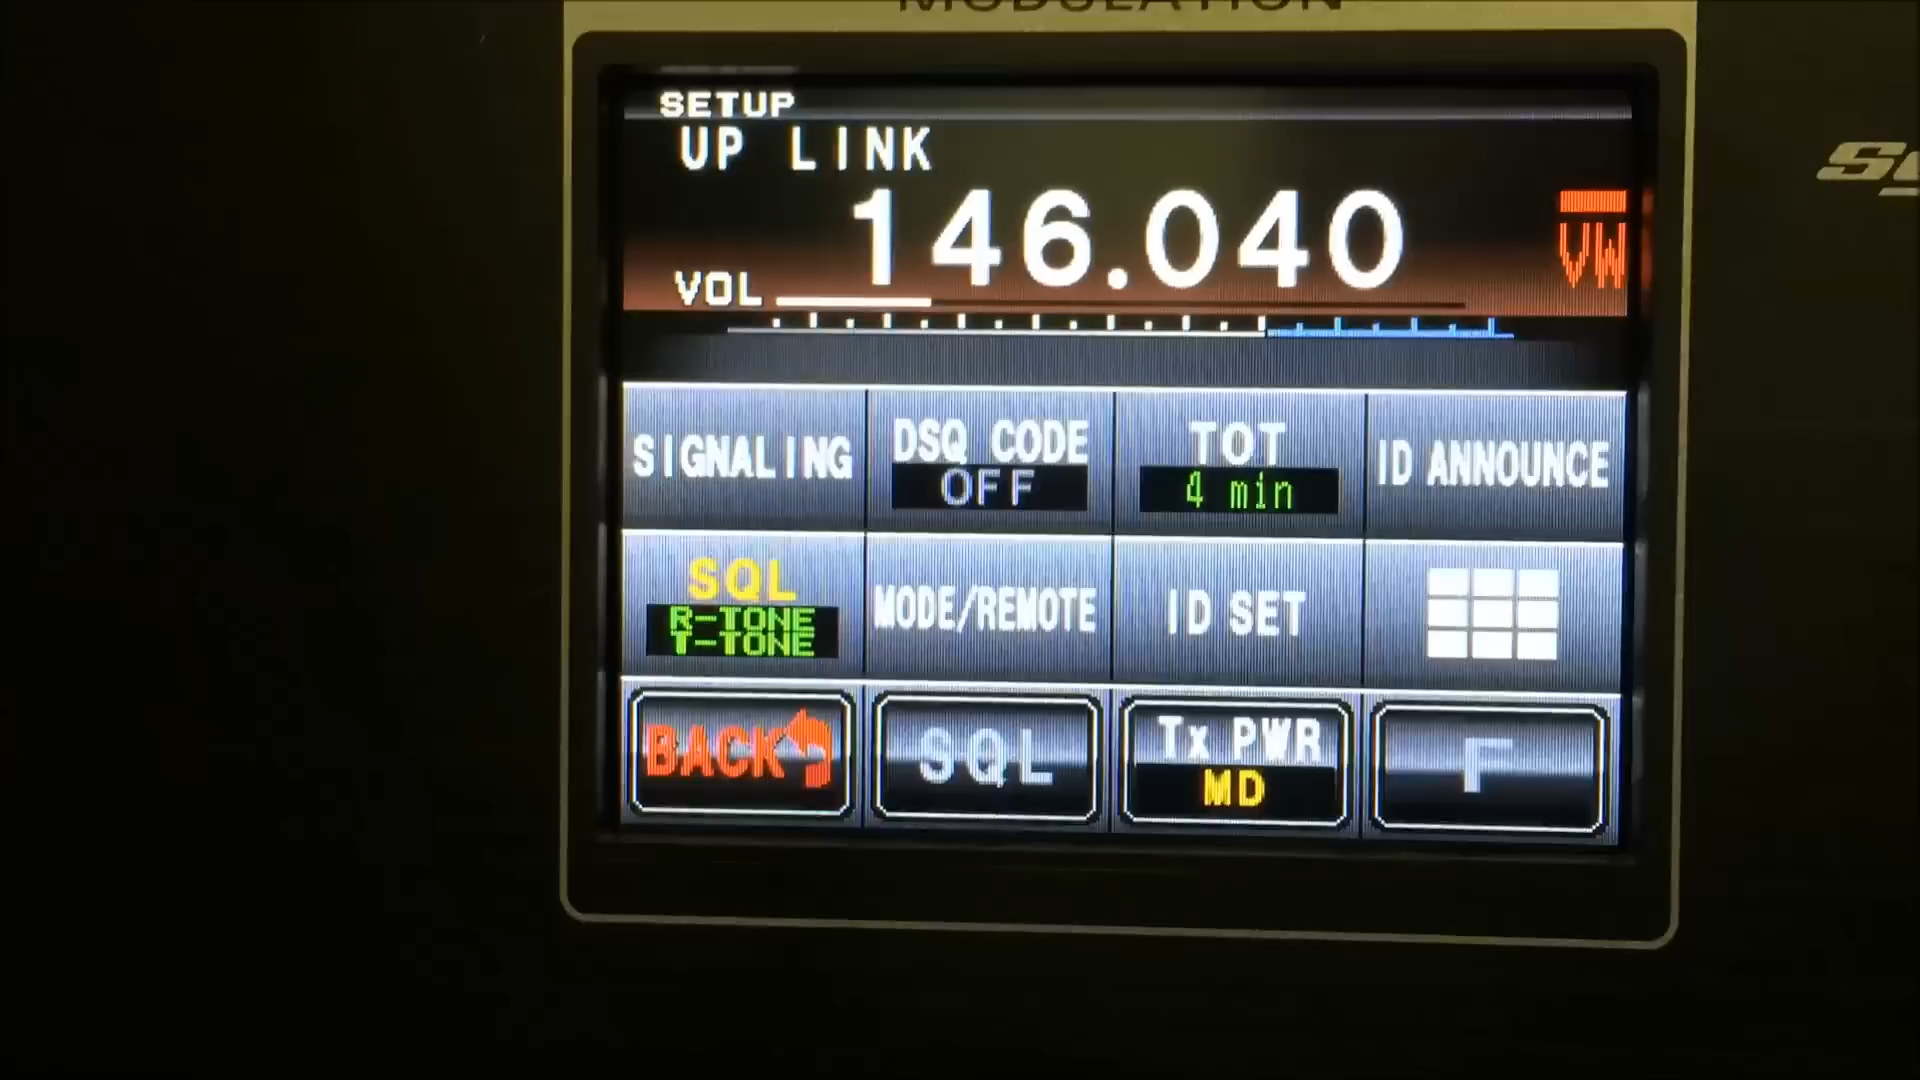 MODULATION
SETUP
UP LINK
146.040
VW
VOL
SIGNALING
DSQ CODE
OFF
TOT
4 min
ID ANNOUNCE
SQL
R-TONE
T-TONE
MODE/REMOTE
ID SET
BACK
SQL
Tx PWR
MD
F